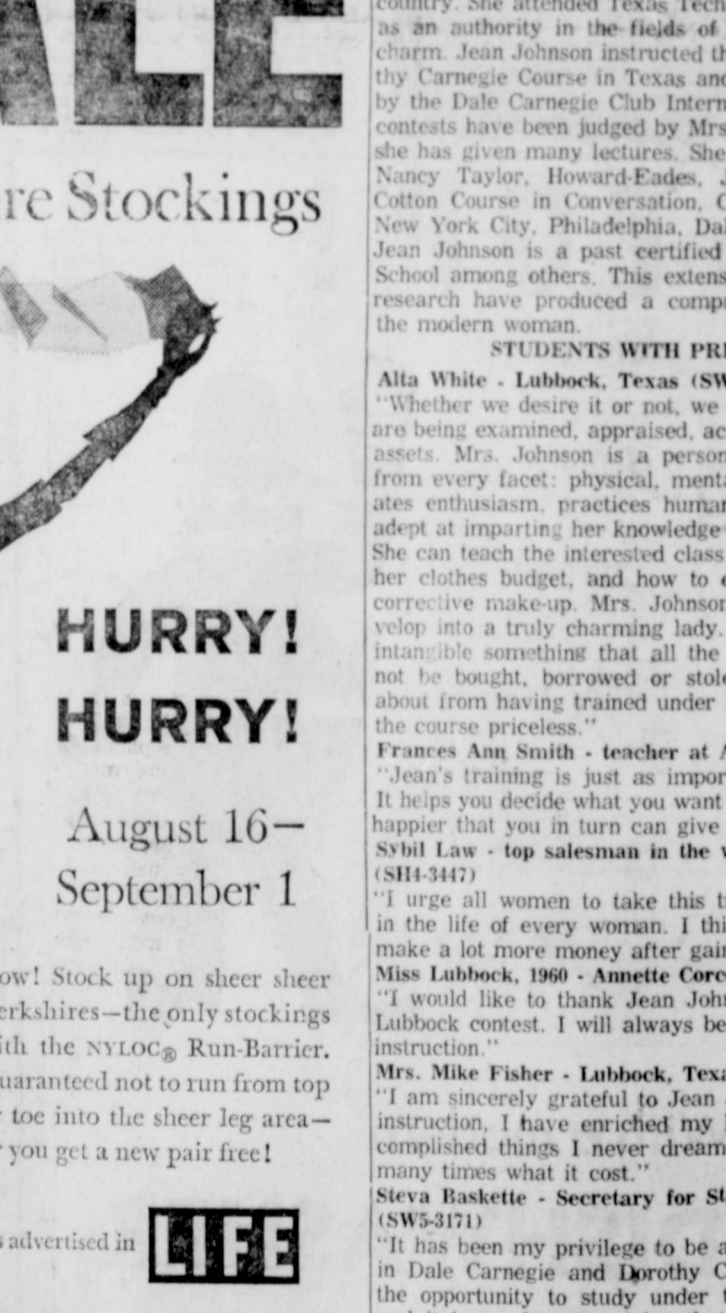 ALE
re Stockings
HURRY!
HURRY!
August 16—
September 1
ow! Stock up on sheer sheer
erkshires—the only stockings
ith the NYLOC® Run-Barrier.
uaranteed not to run from top
r toe into the sheer leg area—
r you get a new pair free!
s advertised in LIFE
country. She attended Texas Tech
as an authority in the fields of
charm. Jean Johnson instructed th
thy Carnegie Course in Texas and
by the Dale Carnegie Club Intern
contests have been judged by Mrs
she has given many lectures. She
Nancy Taylor, Howard-Eades, J
Cotton Course in Conversation, C
New York City, Philadelphia, Dal
Jean Johnson is a past certified
School among others. This extens
research have produced a compr
the modern woman.
STUDENTS WITH PRI
Alta White - Lubbock, Texas (SW
"Whether we desire it or not, we
are being examined, appraised, ac
assets. Mrs. Johnson is a person
from every facet: physical, menta
ates enthusiasm, practices human
adept at imparting her knowledge
She can teach the interested class
her clothes budget, and how to e
corrective make-up. Mrs. Johnson
velop into a truly charming lady.
intangible something that all the
not be bought, borrowed or stole
about from having trained under
the course priceless."
Frances Ann Smith - teacher at A
"Jean's training is just as impor
It helps you decide what you want
happier that you in turn can give
Sybil Law - top salesman in the w
(SH4-3447)
"I urge all women to take this t
in the life of every woman. I thi
make a lot more money after gain
Miss Lubbock, 1960 - Annette Corc
"I would like to thank Jean John
Lubbock contest. I will always be
instruction."
Mrs. Mike Fisher - Lubbock, Texa
"I am sincerely grateful to Jean
instruction, I have enriched my
complished things I never dream
many times what it cost."
Steva Baskette - Secretary for St
(SW5-3171)
"It has been my privilege to be a
in Dale Carnegie and Dorothy C
the opportunity to study under